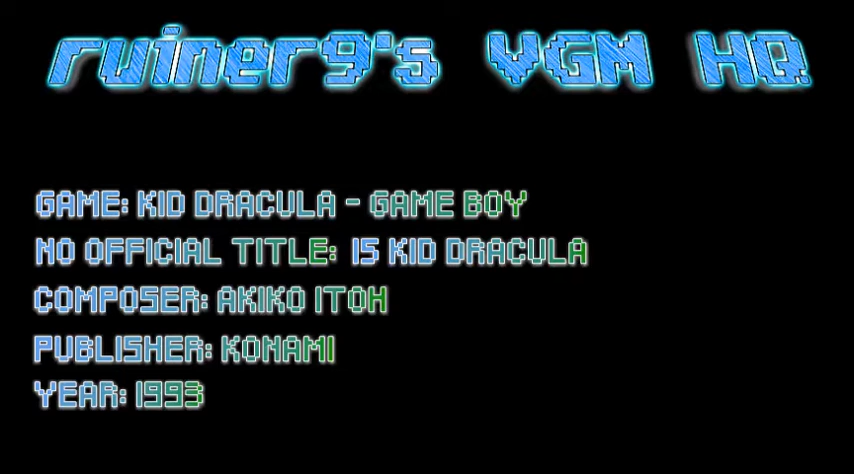 ruiner9's VGM HQ
GAME: KID DRACULA - GAME BOY
NO OFFICIAL TITLE: 15 KID DRACULA
COMPOSER: AKIKO ITOH
PUBLISHER: KONAMI
YEAR: 1993